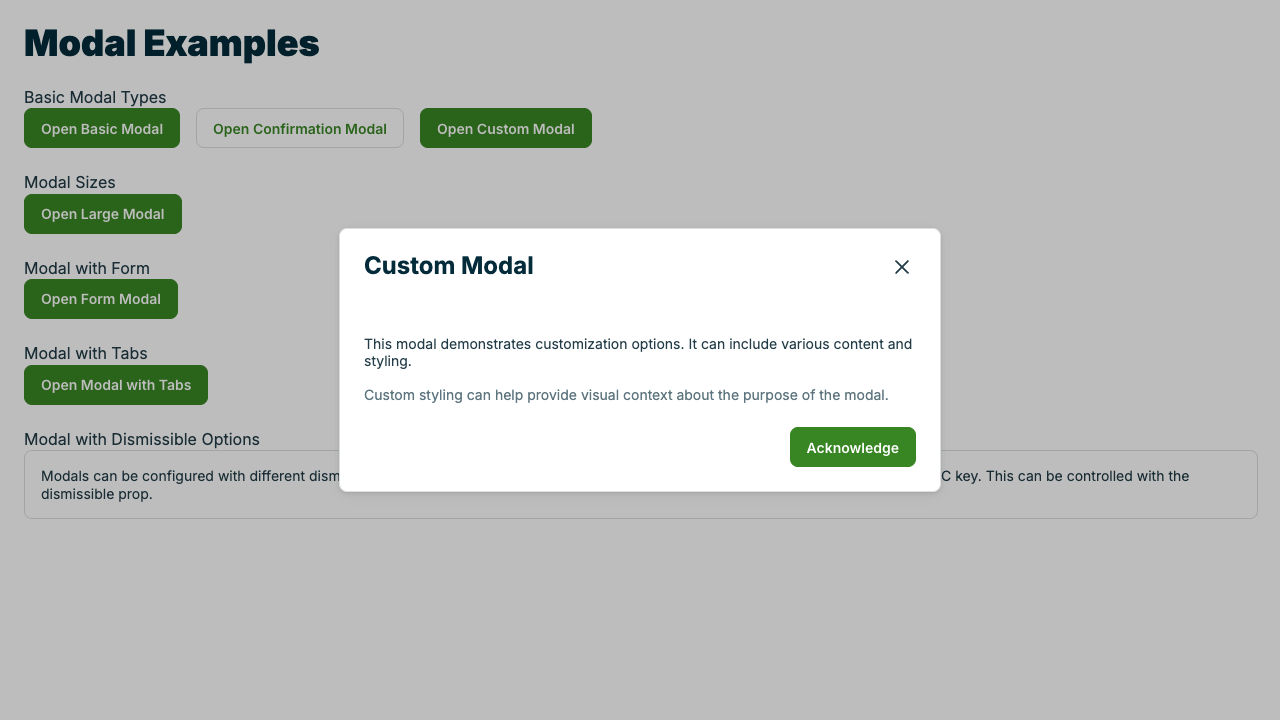 Modal Examples
Basic Modal Types
Open Basic Modal
Open Confirmation Modal
Open Custom Modal
Modal Sizes
Open Large Modal
Modal with Form
Open Form Modal
Modal with Tabs
Open Modal with Tabs
Modal with Dismissible Options
Modals can be configured with different dism
C key. This can be controlled with the
dismissible prop.
Custom Modal
This modal demonstrates customization options. It can include various content and
styling.
Custom styling can help provide visual context about the purpose of the modal.
Acknowledge